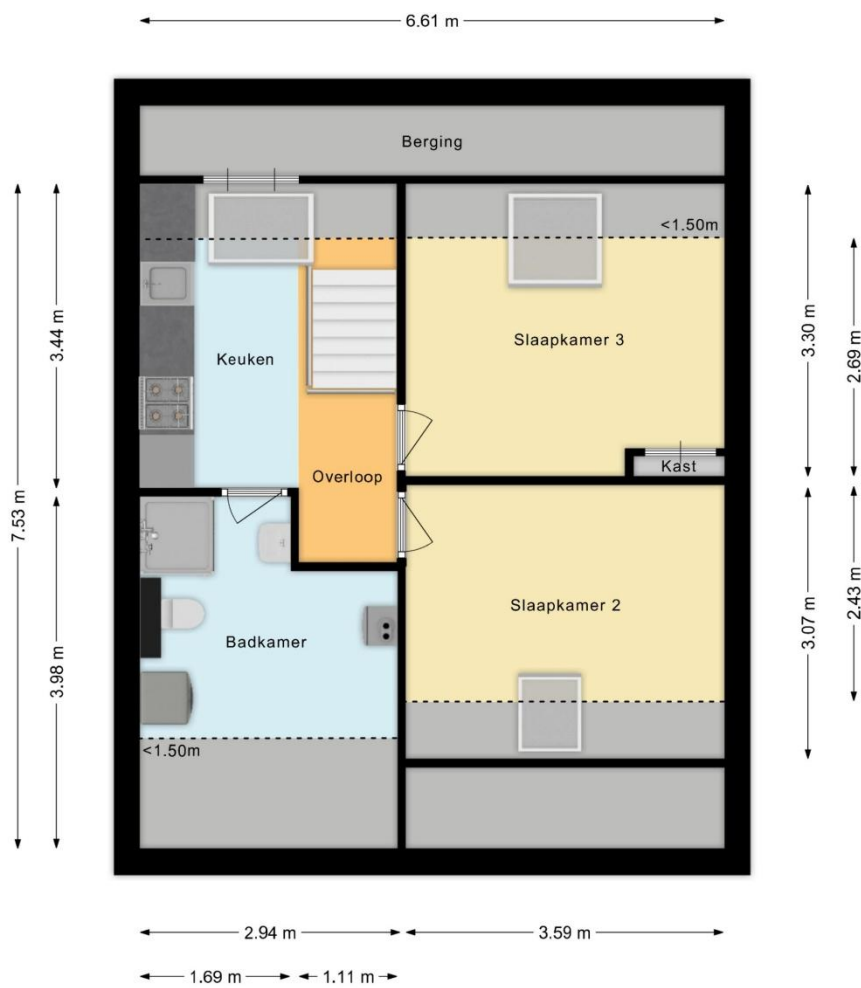 6.61 m
Berging
<1.50m
7.53 m
3.44 m
3.30 m
2.69 m
Slaapkamer 3
Keuken
Kast
Overloop
3.98 m
Slaapkamer 2
3.07 m
2.43 m
Badkamer
<1.50m
2.94 m
3.59 m
1.69 m
1.11 m